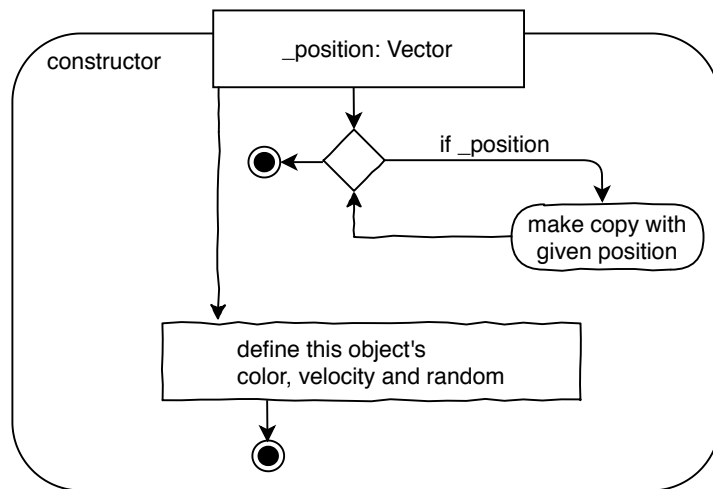 _position: Vector
constructor
if _position
make copy with
given position
define this object's
color, velocity and random